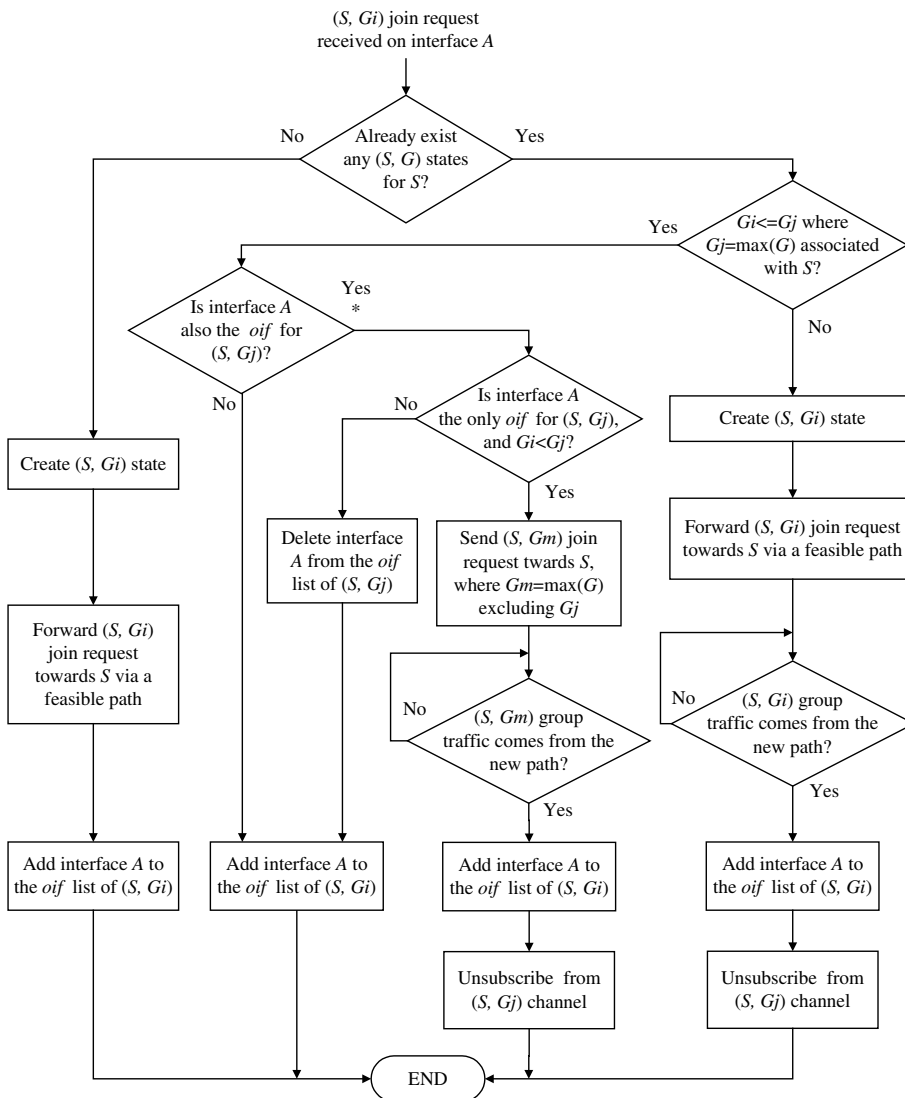 (S, Gi) join request
received on interface A
No
Already exist
any (S, G) states
for S?
Yes
Yes
Gi<=Gj where
Gj=max(G) associated
with S?
Is interface A
also the oif for
(S, Gj)?
Yes
*
No
No
No
Is interface A
the only oif for (S, Gj),
and Gi<Gj?
Create (S, Gi) state
Create (S, Gi) state
Yes
Delete interface
A from the oif
list of (S, Gj)
Send (S, Gm) join
request twards S,
where Gm=max(G)
excluding Gj
Forward (S, Gi) join request
towards S via a feasible path
Forward (S, Gi)
join request
towards S via a
feasible path
No
(S, Gm) group
traffic comes from the
new path?
No
(S, Gi) group
traffic comes from the
new path?
Yes
Yes
Add interface A to
the oif list of (S, Gi)
Add interface A to
the oif list of (S, Gi)
Add interface A to
the oif list of (S, Gi)
Add interface A to
the oif list of (S, Gi)
Unsubscribe from
(S, Gj) channel
Unsubscribe from
(S, Gj) channel
END